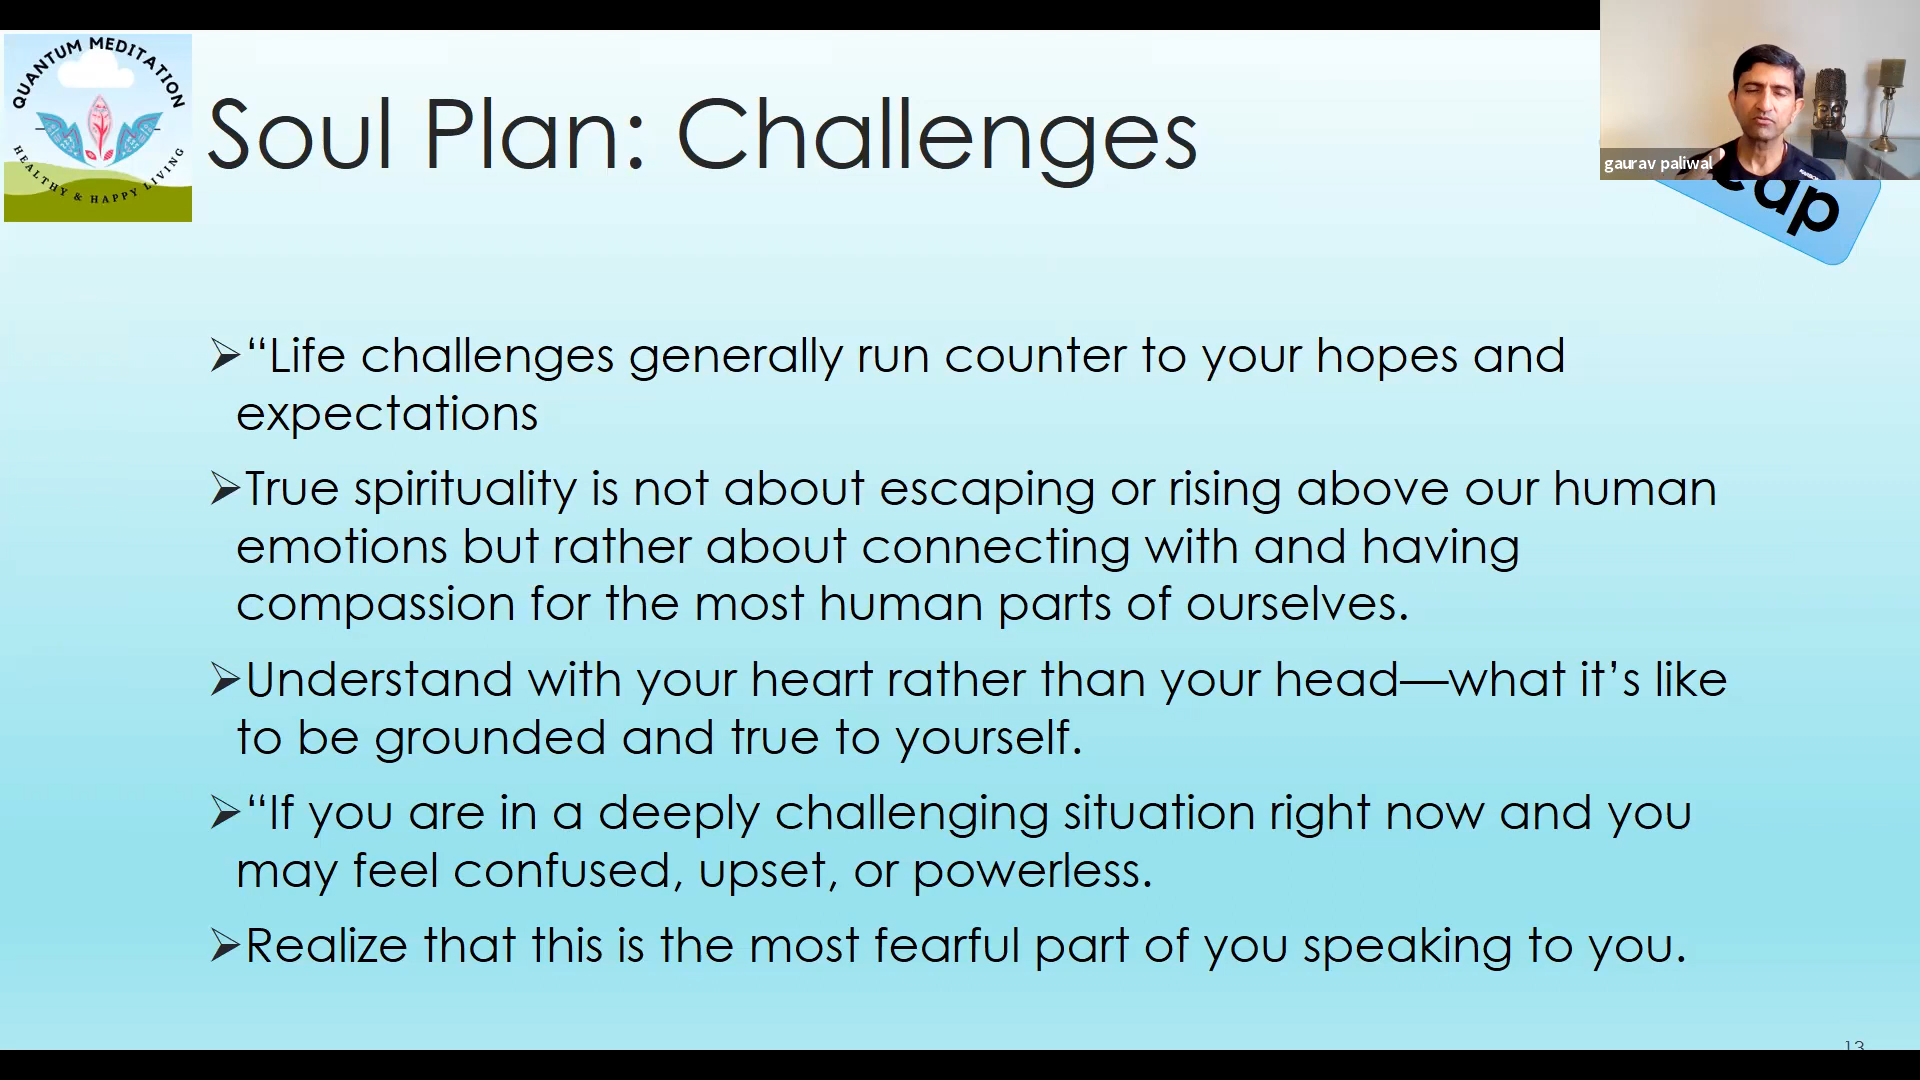 QUANTUM MEDITATION
HEALTHY & HAPPY LIVING
Soul Plan: Challenges
gaurav paliwal
➢“Life challenges generally run counter to your hopes and
expectations
➢True spirituality is not about escaping or rising above our human
emotions but rather about connecting with and having
compassion for the most human parts of ourselves.
➢Understand with your heart rather than your head—what it’s like
to be grounded and true to yourself.
➢“If you are in a deeply challenging situation right now and you
may feel confused, upset, or powerless.
➢Realize that this is the most fearful part of you speaking to you.
13